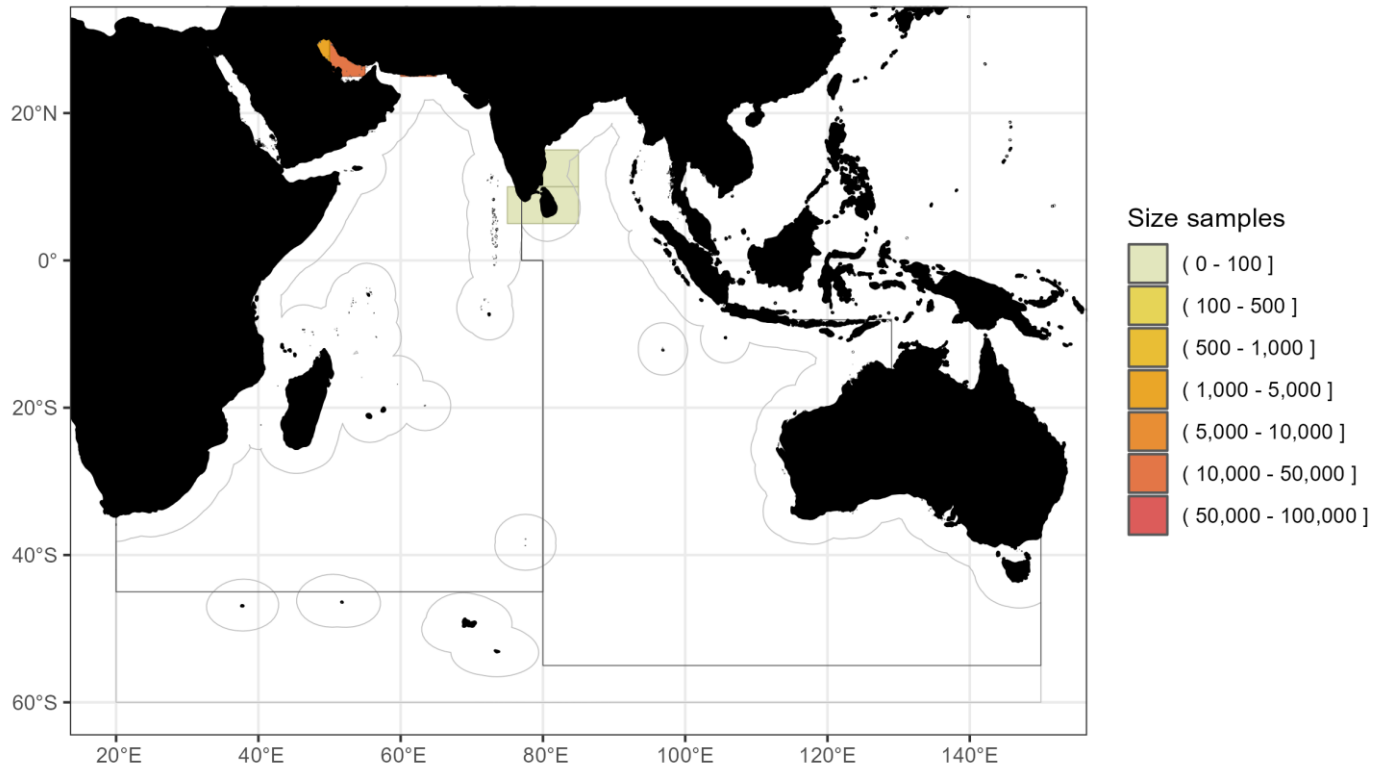 20°N
0°
20°S
40°S
60°S
20°E 40°E 60°E 80°E 100°E 120°E 140°E
Size samples
( 0 - 100 ]
( 100 - 500 ]
( 500 - 1,000 ]
( 1,000 - 5,000 ]
( 5,000 - 10,000 ]
( 10,000 - 50,000 ]
( 50,000 - 100,000 ]